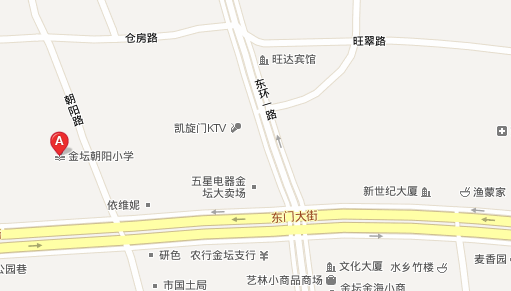 仓房路
旺翠路
旺达宾馆
朝阳路
东环一路
凯旋门KTV
A
金坛朝阳小学
五星电器金
坛大卖场
新世纪大厦
渔蒙家
依维妮
东门大街
研色
农行金坛支行
麦香园
公园巷
文化大厦
水乡竹楼
市国土局
艺林小商品商场
金坛金海小商